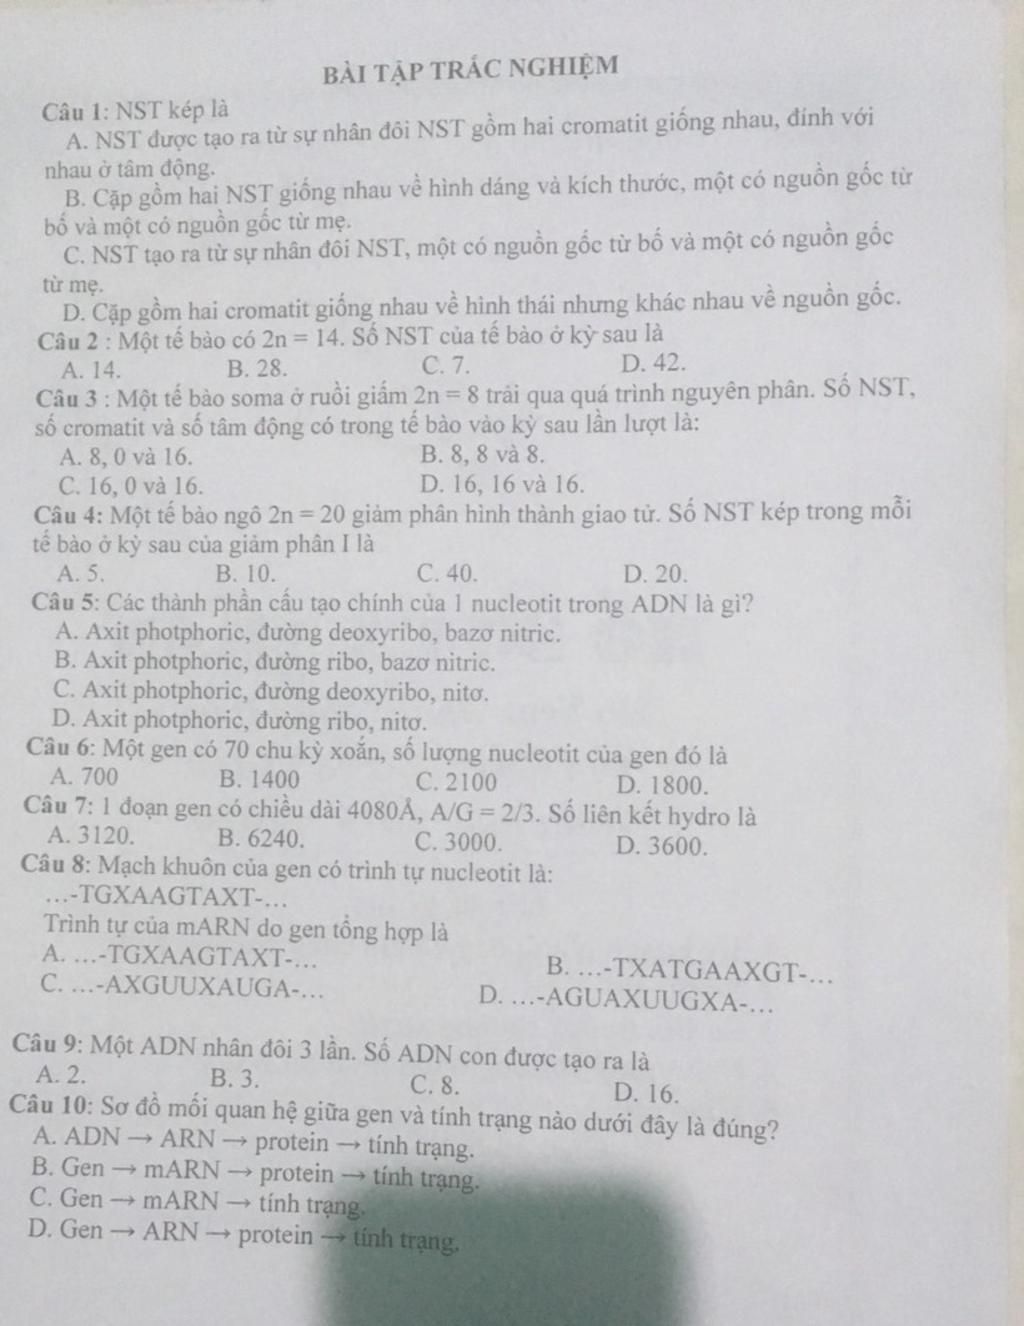 BÀI TẬP TRẮC NGHIỆM
Câu 1: NST kép là
A. NST được tạo ra từ sự nhân đôi NST gồm hai cromatit giống nhau, đính với
nhau ở tâm động.
B. Cặp gồm hai NST giống nhau về hình dáng và kích thước, một có nguồn gốc từ
bố và một có nguồn gốc từ mẹ.
C. NST tạo ra từ sự nhân đôi NST, một có nguồn gốc từ bố và một có nguồn gốc
từ mẹ.
D. Cặp gồm hai cromatit giống nhau về hình thái nhưng khác nhau về nguồn gốc.
Câu 2 : Một tế bào có 2n = 14. Số NST của tế bào ở kỳ sau là
A. 14. B. 28. C. 7. D. 42.
Câu 3 : Một tế bào soma ở ruồi giấm 2n = 8 trải qua quá trình nguyên phân. Số NST,
số cromatit và số tâm động có trong tế bào vào kỳ sau lần lượt là:
A. 8, 0 và 16. B. 8, 8 và 8.
C. 16, 0 và 16. D. 16, 16 và 16.
Câu 4: Một tế bào ngô 2n = 20 giảm phân hình thành giao tử. Số NST kép trong mỗi
tế bào ở kỳ sau của giảm phân I là
A. 5. B. 10. C. 40. D. 20.
Câu 5: Các thành phần cấu tạo chính của 1 nucleotit trong ADN là gì?
A. Axit photphoric, đường deoxyribo, bazơ nitric.
B. Axit photphoric, đường ribo, bazơ nitric.
C. Axit photphoric, đường deoxyribo, nitơ.
D. Axit photphoric, đường ribo, nitơ.
Câu 6: Một gen có 70 chu kỳ xoắn, số lượng nucleotit của gen đó là
A. 700 B. 1400 C. 2100 D. 1800.
Câu 7: 1 đoạn gen có chiều dài 4080Å, A/G = 2/3. Số liên kết hydro là
A. 3120. B. 6240. C. 3000. D. 3600.
Câu 8: Mạch khuôn của gen có trình tự nucleotit là:
…-TGXAAGTAXT-…
Trình tự của mARN do gen tổng hợp là
A. …-TGXAAGTAXT-… B. …-TXATGAAXGT-…
C. …-AXGUUXAUGA-… D. …-AGUAXUUGXA-…
Câu 9: Một ADN nhân đôi 3 lần. Số ADN con được tạo ra là
A. 2. B. 3. C. 8. D. 16.
Câu 10: Sơ đồ mối quan hệ giữa gen và tính trạng nào dưới đây là đúng?
A. ADN → ARN → protein → tính trạng.
B. Gen → mARN → protein → tính trạng.
C. Gen → mARN → tính trạng.
D. Gen → ARN → protein → tính trạng.